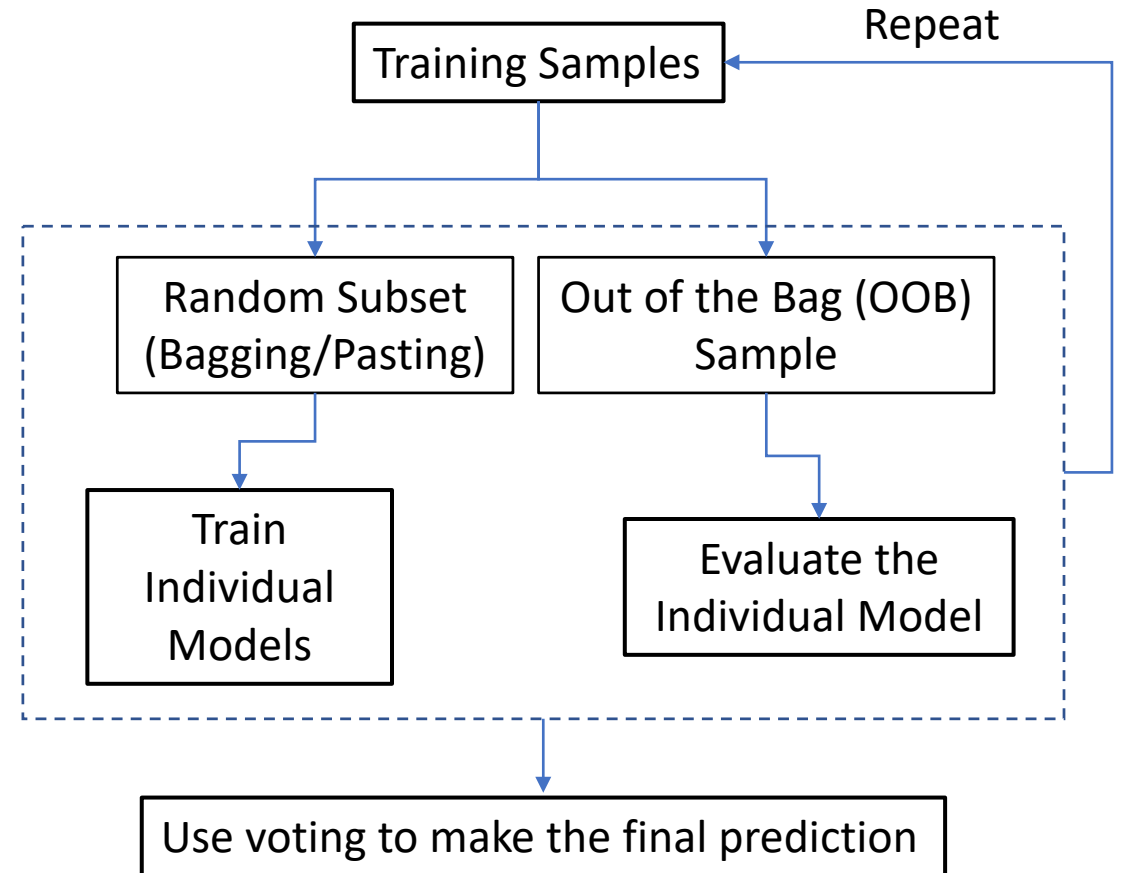 Repeat
Training Samples
Random Subset
(Bagging/Pasting)
Out of the Bag (OOB)
Sample
Train
Individual
Models
Evaluate the
Individual Model
Use voting to make the final prediction